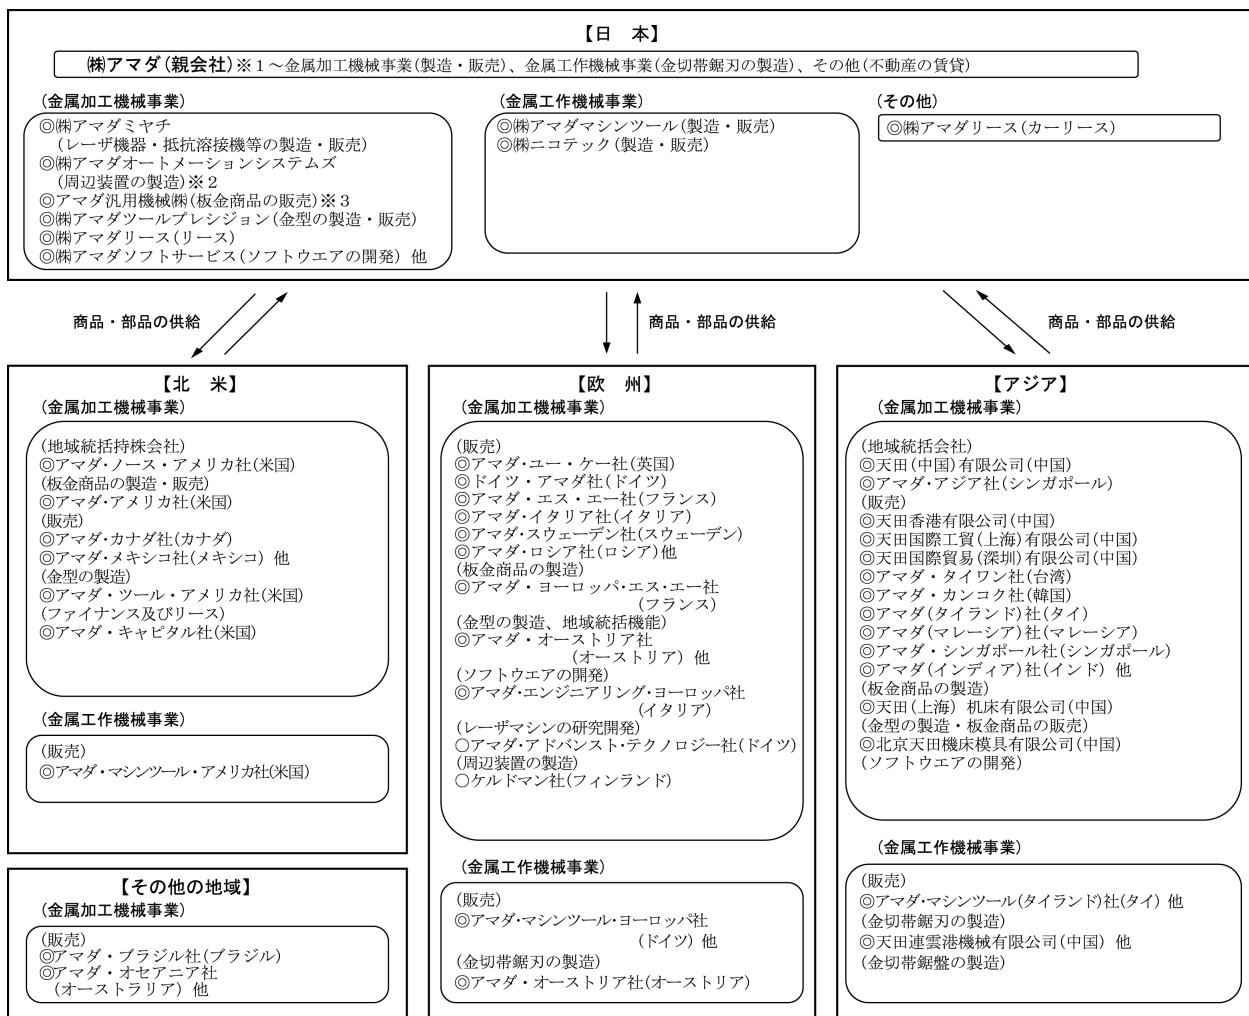 【日　本】
㈱アマダ(親会社)※１～金属加工機械事業(製造・販売)、金属工作機械事業(金切帯鋸刃の製造)、その他(不動産の賃貸)
(金属加工機械事業)
◎㈱アマダミヤチ
(レーザ機器・抵抗溶接機等の製造・販売)
◎㈱アマダオートメーションシステムズ
(周辺装置の製造)※２
◎アマダ汎用機械㈱(板金商品の販売)※３
◎㈱アマダツールプレシジョン(金型の製造・販売)
◎㈱アマダリース(リース)
◎㈱アマダソフトサービス(ソフトウエアの開発) 他
(金属工作機械事業)
◎㈱アマダマシンツール(製造・販売)
◎㈱ニコテック(製造・販売)
(その他)
◎㈱アマダリース(カーリース)
商品・部品の供給
商品・部品の供給
商品・部品の供給
【北　米】
(金属加工機械事業)
(地域統括持株会社)
◎アマダ・ノース・アメリカ社(米国)
(板金商品の製造・販売)
◎アマダ・アメリカ社(米国)
(販売)
◎アマダ・カナダ社(カナダ)
◎アマダ・メキシコ社(メキシコ) 他
(金型の製造)
◎アマダ・ツール・アメリカ社(米国)
(ファイナンス及びリース)
◎アマダ・キャピタル社(米国)
(金属工作機械事業)
(販売)
◎アマダ・マシンツール・アメリカ社(米国)
【その他の地域】
(金属加工機械事業)
(販売)
◎アマダ・ブラジル社(ブラジル)
◎アマダ・オセアニア社
(オーストラリア) 他
【欧　州】
(金属加工機械事業)
(販売)
◎アマダ・ユー・ケー社(英国)
◎ドイツ・アマダ社(ドイツ)
◎アマダ・エス・エー社(フランス)
◎アマダ・イタリア社(イタリア)
◎アマダ・スウェーデン社(スウェーデン)
◎アマダ・ロシア社(ロシア)他
(板金商品の製造)
◎アマダ・ヨーロッパ・エス・エー社
(フランス)
(金型の製造、地域統括機能)
◎アマダ・オーストリア社
(オーストリア) 他
(ソフトウエアの開発)
◎アマダ・エンジニアリング・ヨーロッパ社
(イタリア)
(レーザマシンの研究開発)
○アマダ・アドバンスト・テクノロジー社(ドイツ)
(周辺装置の製造)
○ケルドマン社(フィンランド)
(金属工作機械事業)
(販売)
◎アマダ・マシンツール・ヨーロッパ社
(ドイツ) 他
(金切帯鋸刃の製造)
◎アマダ・オーストリア社(オーストリア)
【アジア】
(金属加工機械事業)
(地域統括会社)
◎天田(中国)有限公司(中国)
◎アマダ・アジア社(シンガポール)
(販売)
◎天田香港有限公司(中国)
◎天田国際工貿(上海)有限公司(中国)
◎天田国際貿易(深圳)有限公司(中国)
◎アマダ・タイワン社(台湾)
◎アマダ・カンコク社(韓国)
◎アマダ(タイランド)社(タイ)
◎アマダ(マレーシア)社(マレーシア)
◎アマダ・シンガポール社(シンガポール)
◎アマダ(インディア)社(インド) 他
(板金商品の製造)
◎天田(上海) 机床有限公司(中国)
(金型の製造・板金商品の販売)
◎北京天田機床模具有限公司(中国)
(ソフトウエアの開発)
(金属工作機械事業)
(販売)
◎アマダ・マシンツール(タイランド)社(タイ) 他
(金切帯鋸刃の製造)
◎天田連雲港機械有限公司(中国) 他
(金切帯鋸盤の製造)